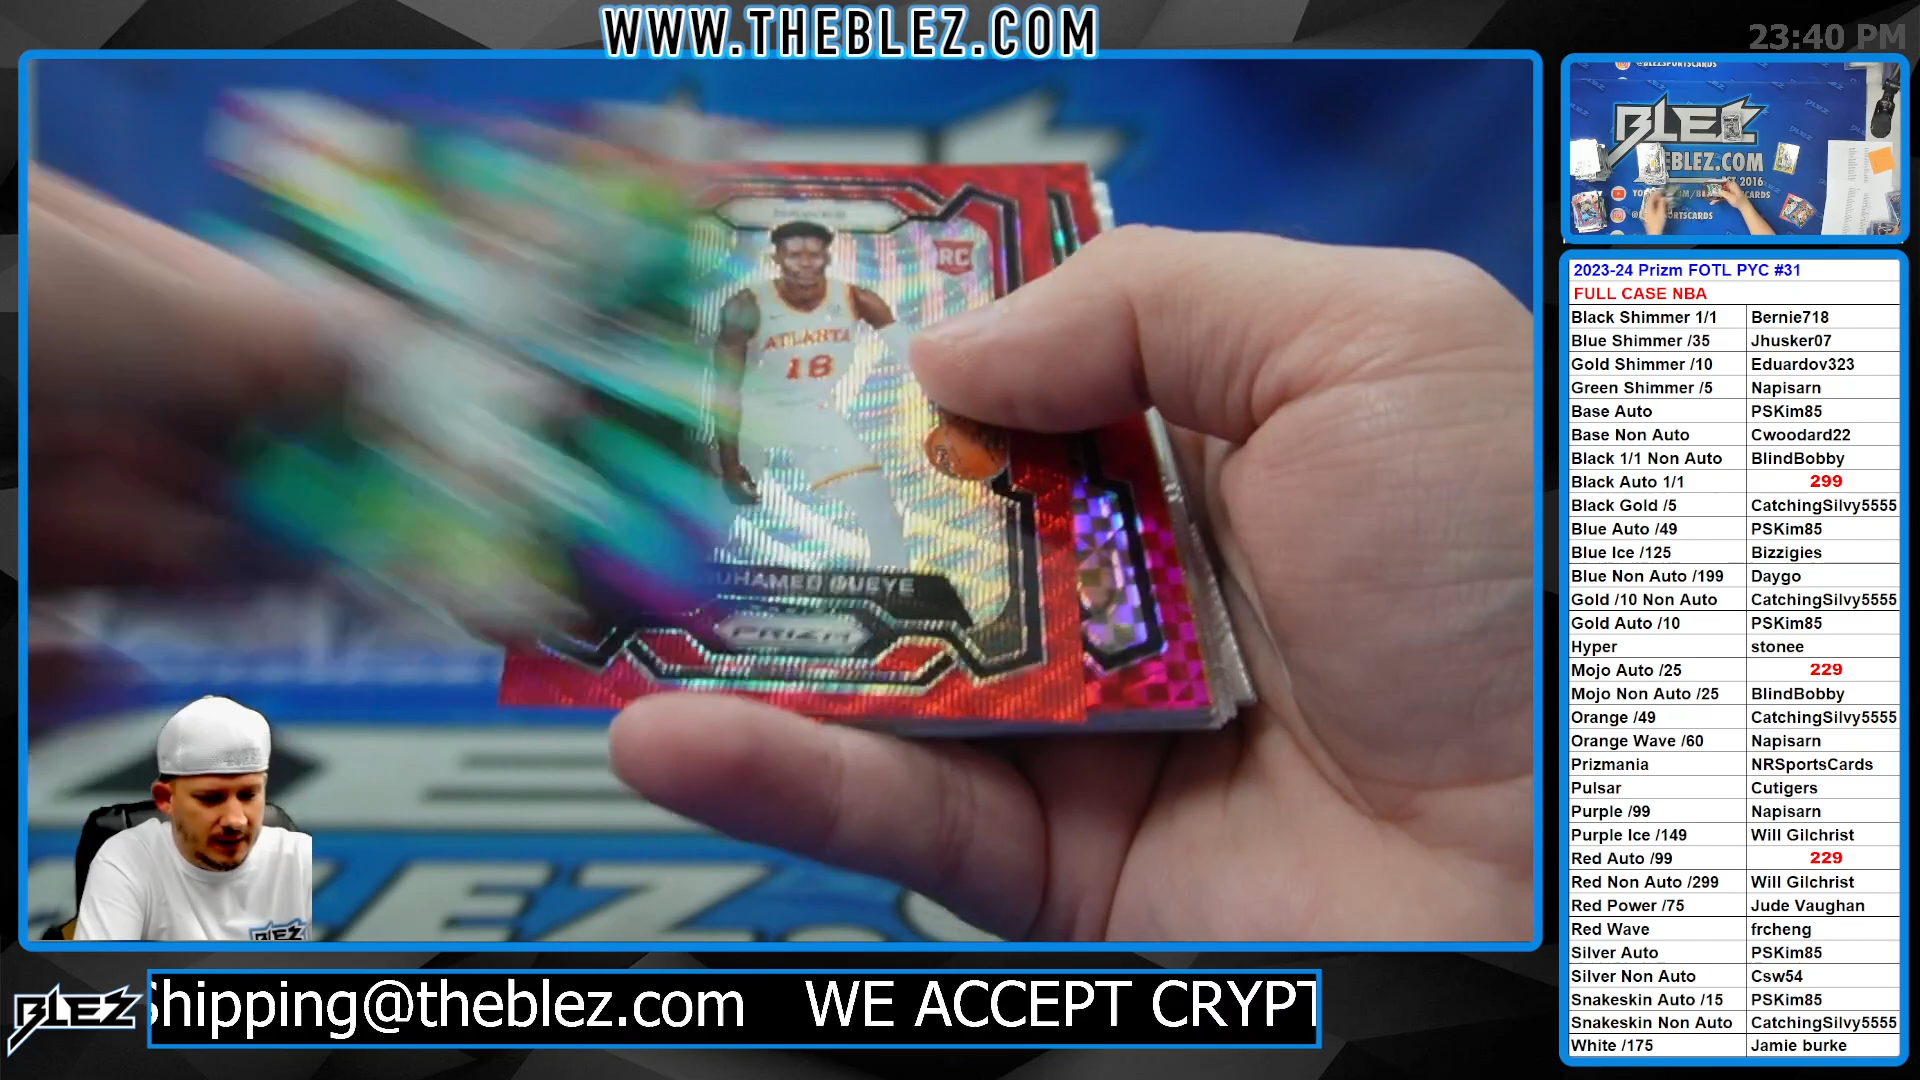 WWW.THEBLEZ.COM
23:40 PM
@BLEZSPORTSCARDS
BLEZ
THEBLEZ.COM
2016
RC
ATLANTA
18
PRIZM
2023-24 Prizm FOTL PYC #31
FULL CASE NBA
Black Shimmer 1/1 Bernie718
Blue Shimmer /35 Jhusker07
Gold Shimmer /10 Eduardov323
Green Shimmer /5 Napisarn
Base Auto PSKim85
Base Non Auto Cwoodard22
Black 1/1 Non Auto BlindBobby
Black Auto 1/1 299
Black Gold /5 CatchingSilvy5555
Blue Auto /49 PSKim85
Blue Ice /125 Bizzigies
Blue Non Auto /199 Daygo
Gold /10 Non Auto CatchingSilvy5555
Gold Auto /10 PSKim85
Hyper stonee
Mojo Auto /25 229
Mojo Non Auto /25 BlindBobby
Orange /49 CatchingSilvy5555
Orange Wave /60 Napisarn
Prizmania NRSportsCards
Pulsar Cutigers
Purple /99 Napisarn
Purple Ice /149 Will Gilchrist
Red Auto /99 229
Red Non Auto /299 Will Gilchrist
Red Power /75 Jude Vaughan
Red Wave frcheng
Silver Auto PSKim85
Silver Non Auto Csw54
Snakeskin Auto /15 PSKim85
Snakeskin Non Auto CatchingSilvy5555
White /175 Jamie burke
BLEZ
BLEZ
shipping@theblez.com WE ACCEPT CRYPT